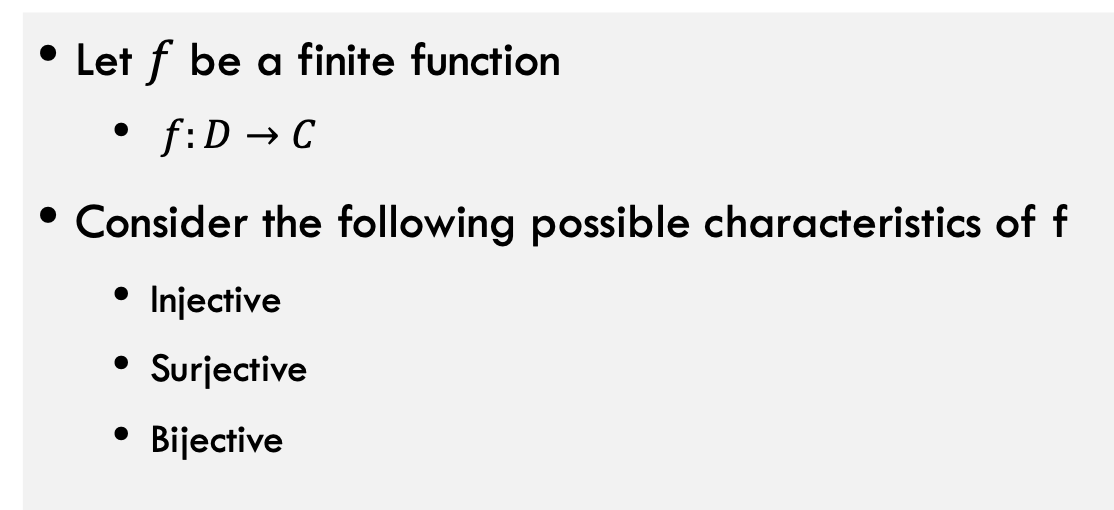 • Let 𝑓 be a finite function
• 𝑓: 𝐷 → 𝐶
• Consider the following possible characteristics of f
• Injective
• Surjective
• Bijective